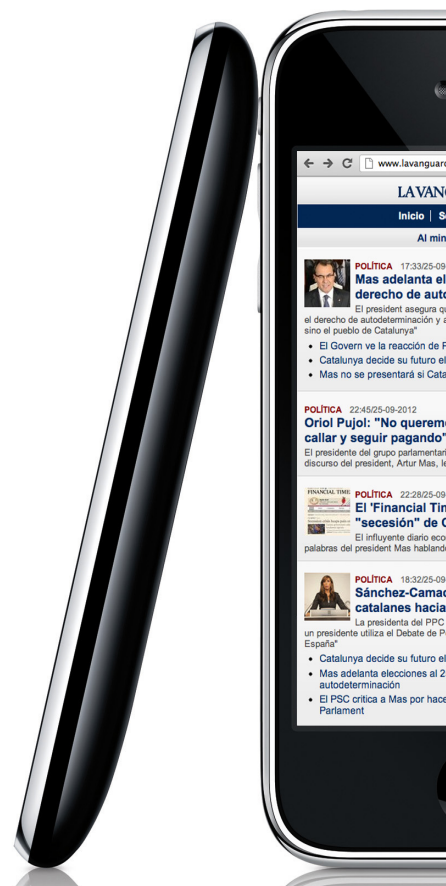 www.lavanguard
LAVAN
Inicio | S
Al min
POLÍTICA 17:33/25-09
Mas adelanta el
derecho de auto
El president asegura qu
el derecho de autodeterminación y a
sino el pueblo de Catalunya"
El Govern ve la reacción de P
Catalunya decide su futuro el
Mas no se presentará si Cata
POLÍTICA 22:45/25-09-2012
Oriol Pujol: "No queremo
callar y seguir pagando"
El presidente del grupo parlamentari
discurso del president, Artur Mas, le
FINANCIAL TIME
POLÍTICA 22:28/25-09
El 'Financial Tim
"secesión" de C
El influyente diario eco
palabras del president Mas habland
POLÍTICA 18:32/25-09
Sánchez-Camac
catalanes hacia
La presidenta del PPC
un presidente utiliza el Debate de P
España"
Catalunya decide su futuro el
Mas adelanta elecciones al 2
autodeterminación
El PSC critica a Mas por hace
Parlament